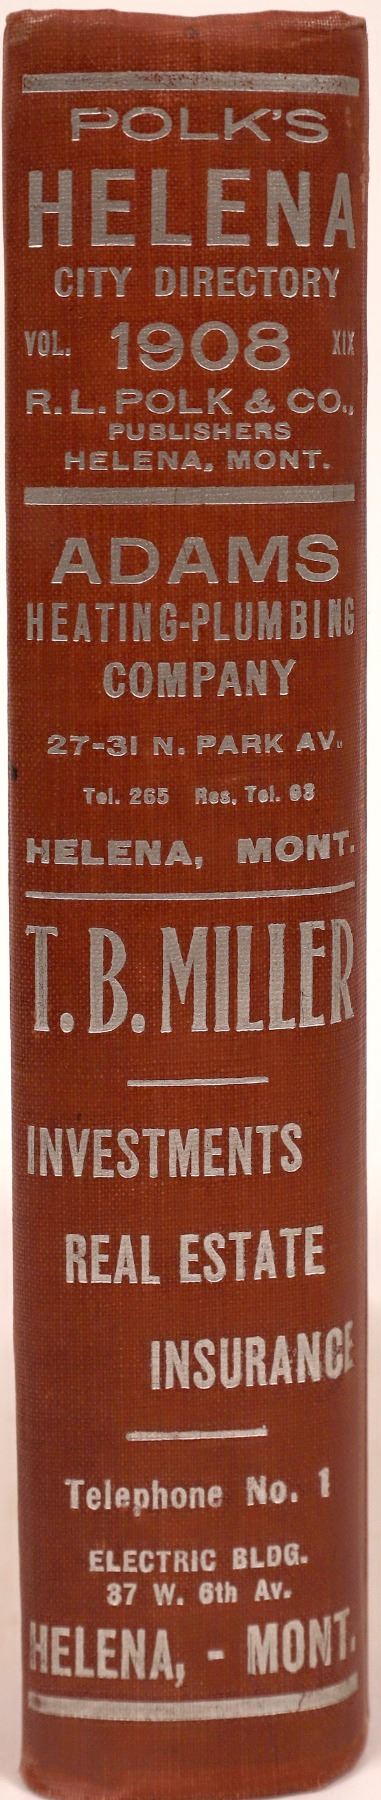 POLK'S
HELENA
CITY DIRECTORY
VOL. 1908 XIX
R. L. POLK & CO.,
PUBLISHERS
HELENA, MONT.
ADAMS
HEATING-PLUMBING
COMPANY
27-31 N. PARK AV.
Tel. 265 Res. Tel. 93
HELENA, MONT.
T. B. MILLER
INVESTMENTS
REAL ESTATE
INSURANCE
Telephone No. 1
ELECTRIC BLDG.
37 W. 6th Av.
HELENA, - MONT.